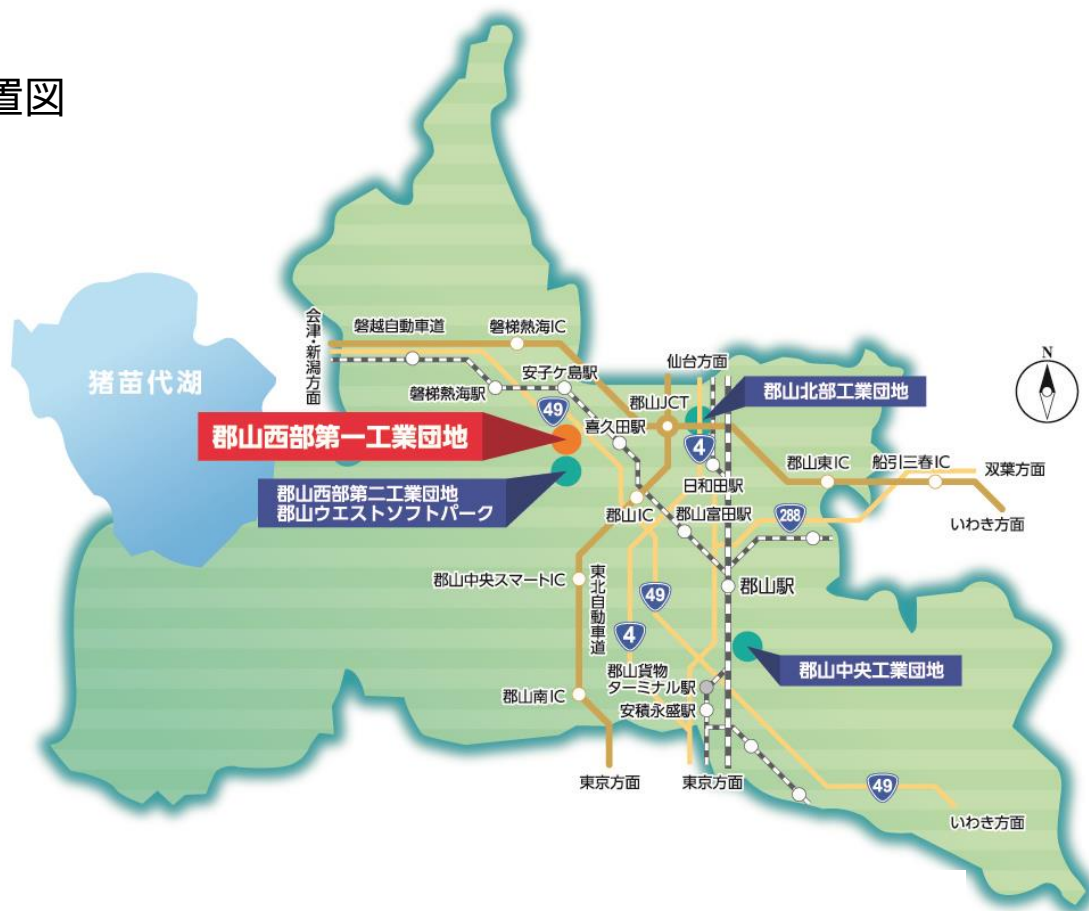 置図
N
会津・新潟方面
磐越自動車道
磐梯熱海IC
仙台方面
猪苗代湖
安子ケ島駅
磐梯熱海駅
郡山北部工業団地
49
郡山JCT
喜久田駅
郡山西部第一工業団地
4
郡山東IC
船引三春IC
双葉方面
日和田駅
郡山西部第二工業団地
郡山ウエストソフトパーク
郡山IC
郡山富田駅
288
いわき方面
郡山中央スマートIC
東北自動車道
郡山駅
49
4
郡山貨物
ターミナル駅
郡山中央工業団地
郡山南IC
安積永盛駅
東京方面
東京方面
49
いわき方面